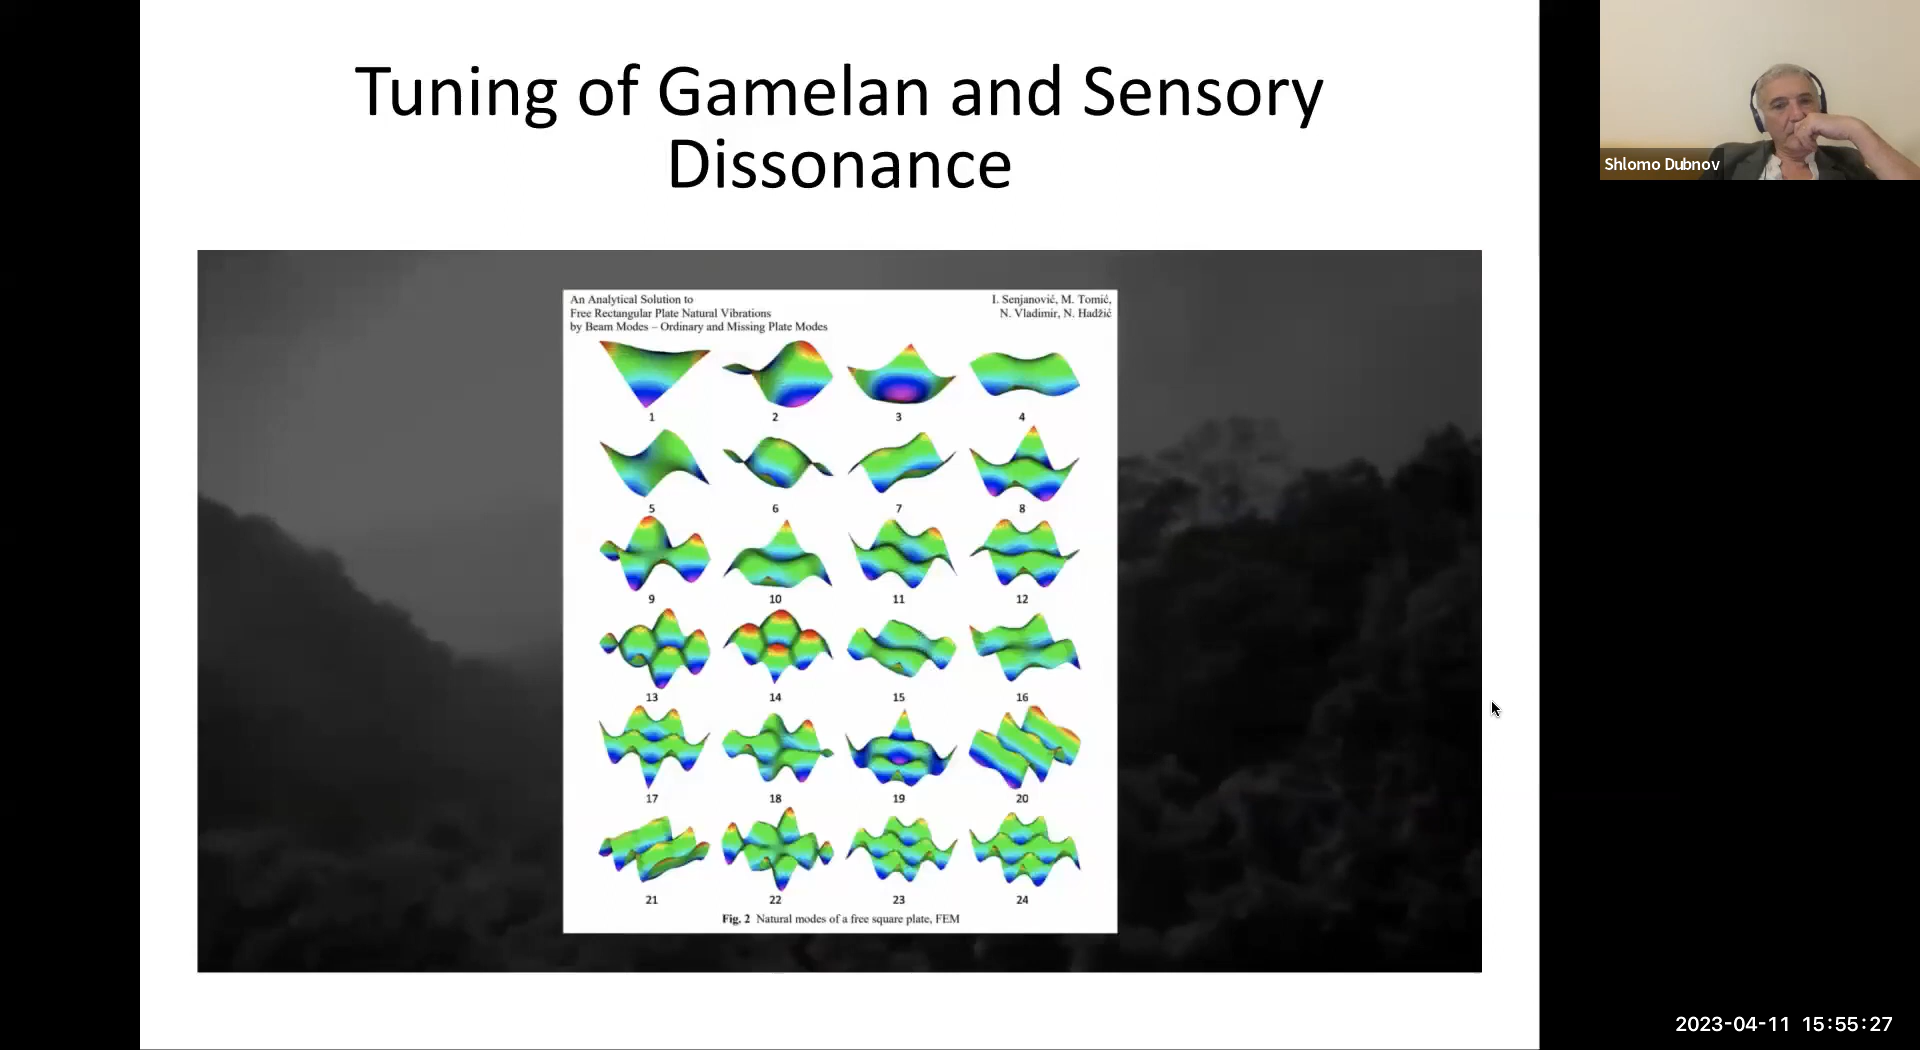 Tuning of Gamelan and Sensory
Dissonance
An Analytical Solution to
Free Rectangular Plate Natural Vibrations
by Beam Modes – Ordinary and Missing Plate Modes
I. Senjanović, M. Tomić,
N. Vladimir, N. Hadžić
1 2 3 4
5 6 7 8
9 10 11 12
13 14 15 16
17 18 19 20
21 22 23 24
Fig. 2 Natural modes of a free square plate, FEM
Shlomo Dubnov
2023-04-11 15:55:27